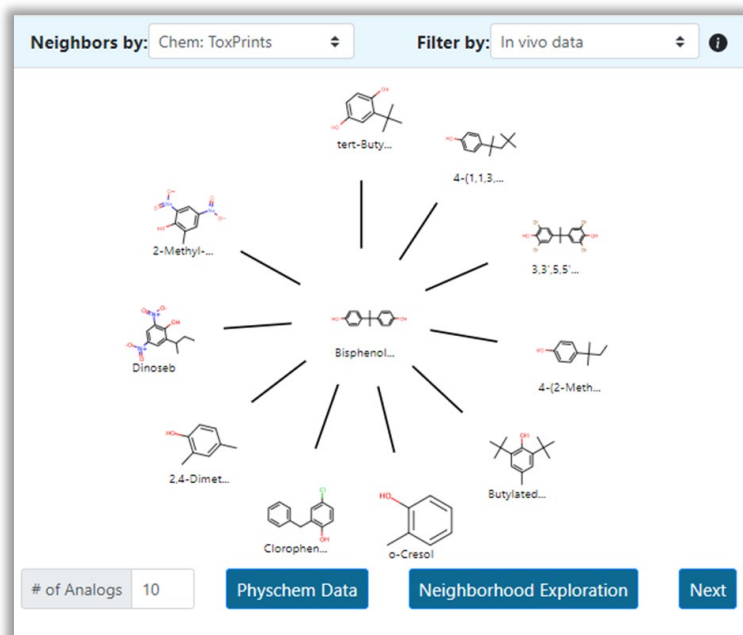 Neighbors by: Chem: ToxPrints Filter by: In vivo data i
tert-Buty...
4-(1,1,3,...
2-Methyl-...
3,3',5,5'...
Bisphenol...
Dinoseb
4-(2-Meth...
2,4-Dimet...
Butylated...
Clorophen...
o-Cresol
# of Analogs 10 Physchem Data Neighborhood Exploration Next